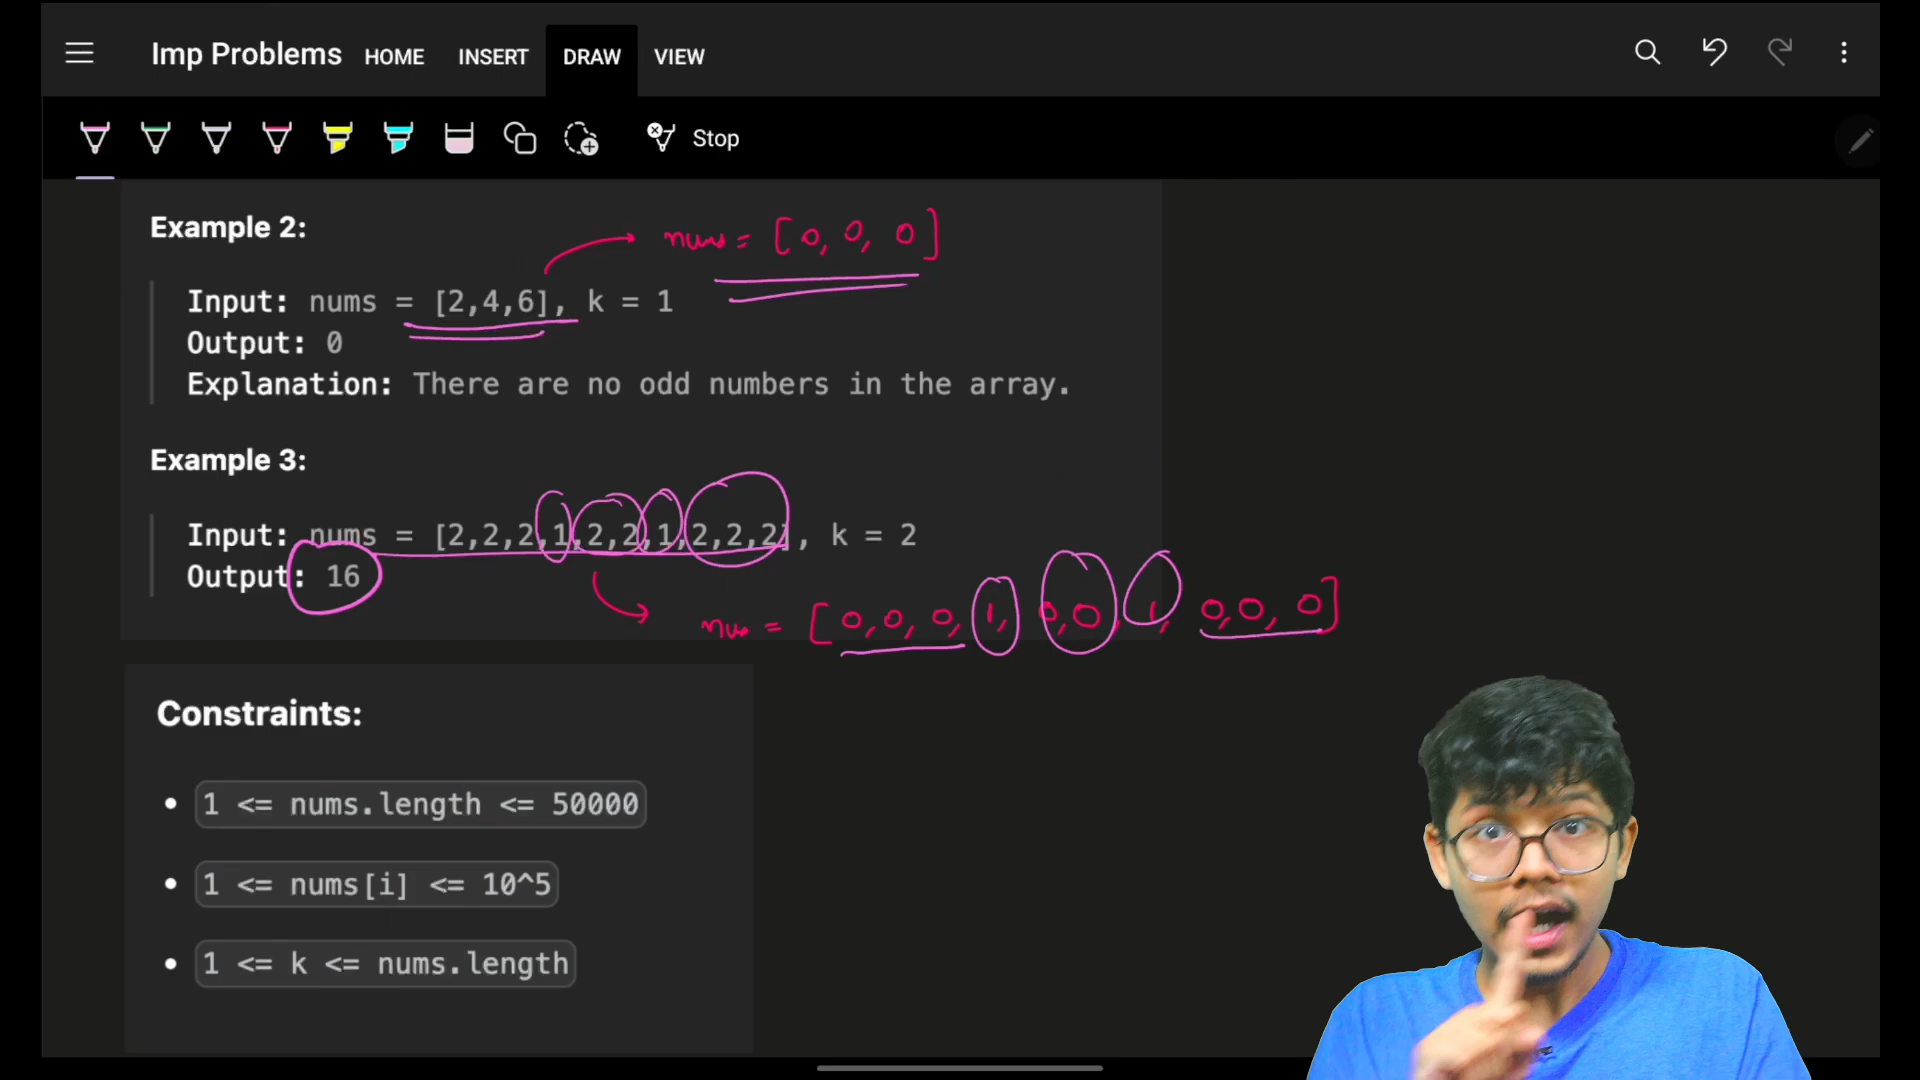 Imp Problems HOME INSERT DRAW VIEW
Stop
Example 2:
nums = [0, 0, 0]
Input: nums = [2,4,6], k = 1
Output: 0
Explanation: There are no odd numbers in the array.
Example 3:
Input: nums = [2,2,2,1,2,2,1,2,2,2], k = 2
Output: 16
nums = [0, 0, 0, 1, 0, 0, 1, 0, 0, 0]
Constraints:
• 1 <= nums.length <= 50000
• 1 <= nums[i] <= 10^5
• 1 <= k <= nums.length